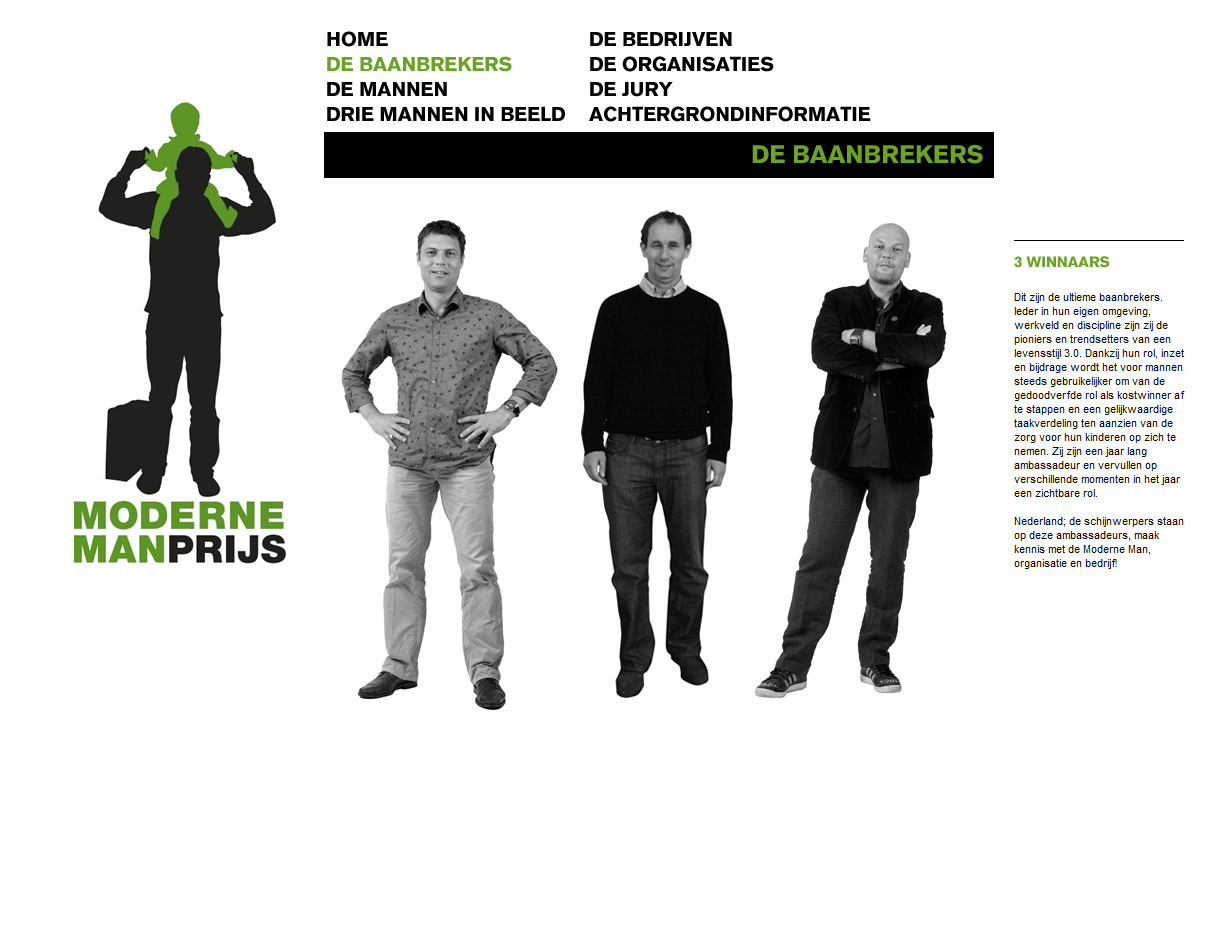 HOME
DE BAANBREKERS
DE MANNEN
DRIE MANNEN IN BEELD
DE BEDRIJVEN
DE ORGANISATIES
DE JURY
ACHTERGRONDINFORMATIE
DE BAANBREKERS
MODERNE
MANPRIJS
3 WINNAARS
Dit zijn de ultieme baanbrekers.
Ieder in hun eigen omgeving,
werkveld en discipline zijn zij de
pioniers en trendsetters van een
levensstijl 3.0. Dankzij hun rol, inzet
en bijdrage wordt het voor mannen
steeds gebruikelijker om van de
gedoodverfde rol als kostwinner af
te stappen en een gelijkwaardige
taakverdeling ten aanzien van de
zorg voor hun kinderen op zich te
nemen. Zij zijn een jaar lang
ambassadeur en vervullen op
verschillende momenten in het jaar
een zichtbare rol.
Nederland; de schijnwerpers staan
op deze ambassadeurs, maak
kennis met de Moderne Man,
organisatie en bedrijf!